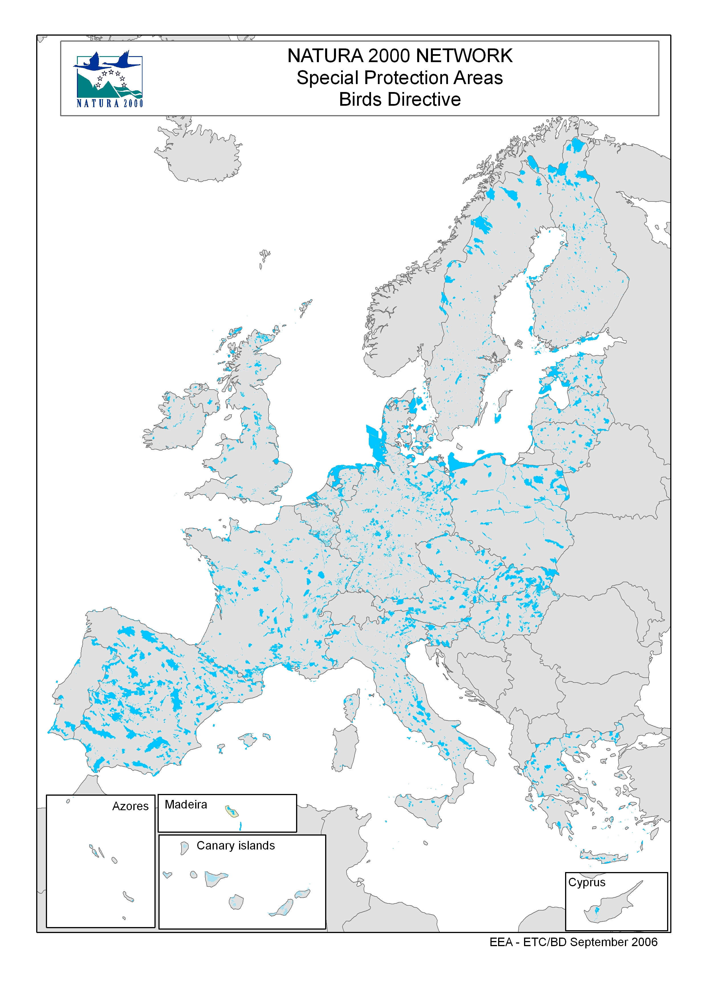 NATURA 2000 NETWORK
Special Protection Areas
Birds Directive
NATURA 2000
Azores
Madeira
Canary islands
Cyprus
EEA - ETC/BD September 2006